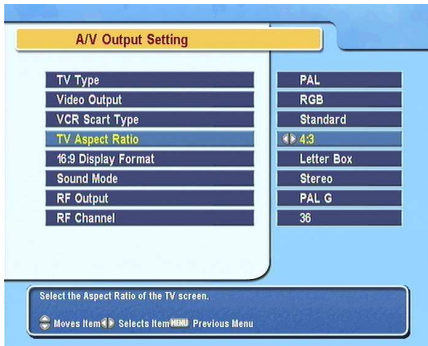 A/V Output Setting
TV Type PAL
Video Output RGB
VCR Scart Type Standard
TV Aspect Ratio 4:3
16:9 Display Format Letter Box
Sound Mode Stereo
RF Output PAL G
RF Channel 36
Select the Aspect Ratio of the TV screen.
Moves Item Selects Item MENU Previous Menu